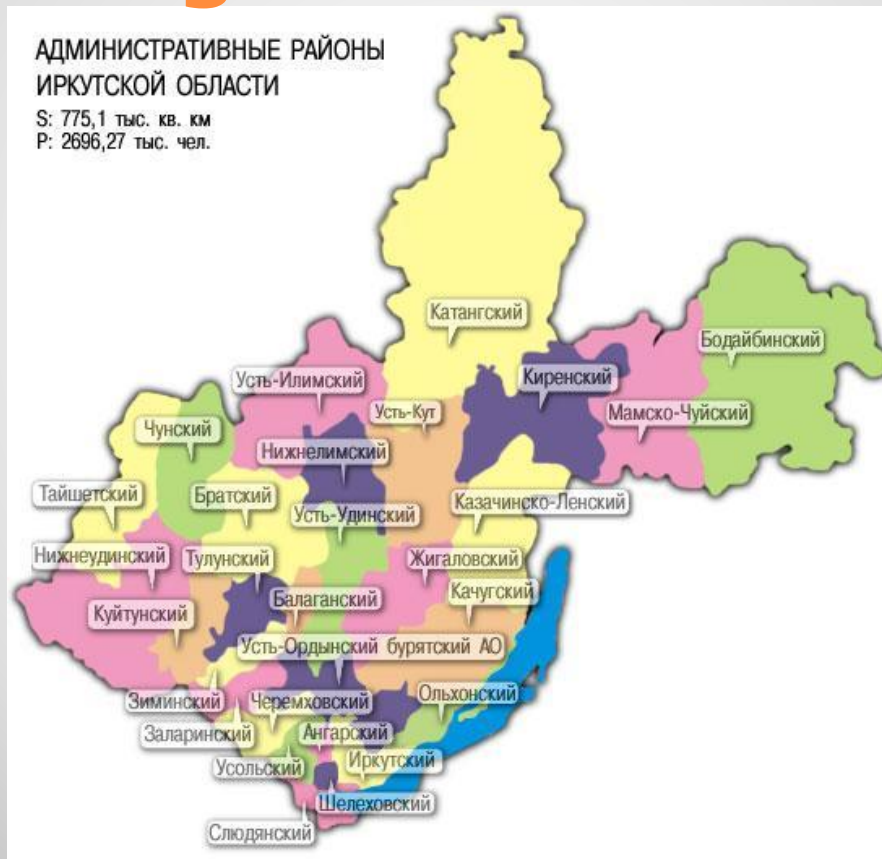 АДМИНИСТРАТИВНЫЕ РАЙОНЫ
ИРКУТСКОЙ ОБЛАСТИ
S: 775,1 тыс. кв. км
P: 2696,27 тыс. чел.
Катангский
Бодайбинский
Усть-Илимский
Киренский
Усть-Кут
Мамско-Чуйский
Чунский
Нижнелимский
Тайшетский
Братский
Казачинско-Ленский
Усть-Удинский
Нижнеудинский
Тулунский
Жигаловский
Качугский
Балаганский
Куйтунский
Усть-Ордынский бурятский АО
Зиминский
Черемховский
Ольхонский
Заларинский
Ангарский
Усольский
Иркутский
Шелеховский
Слюдянский